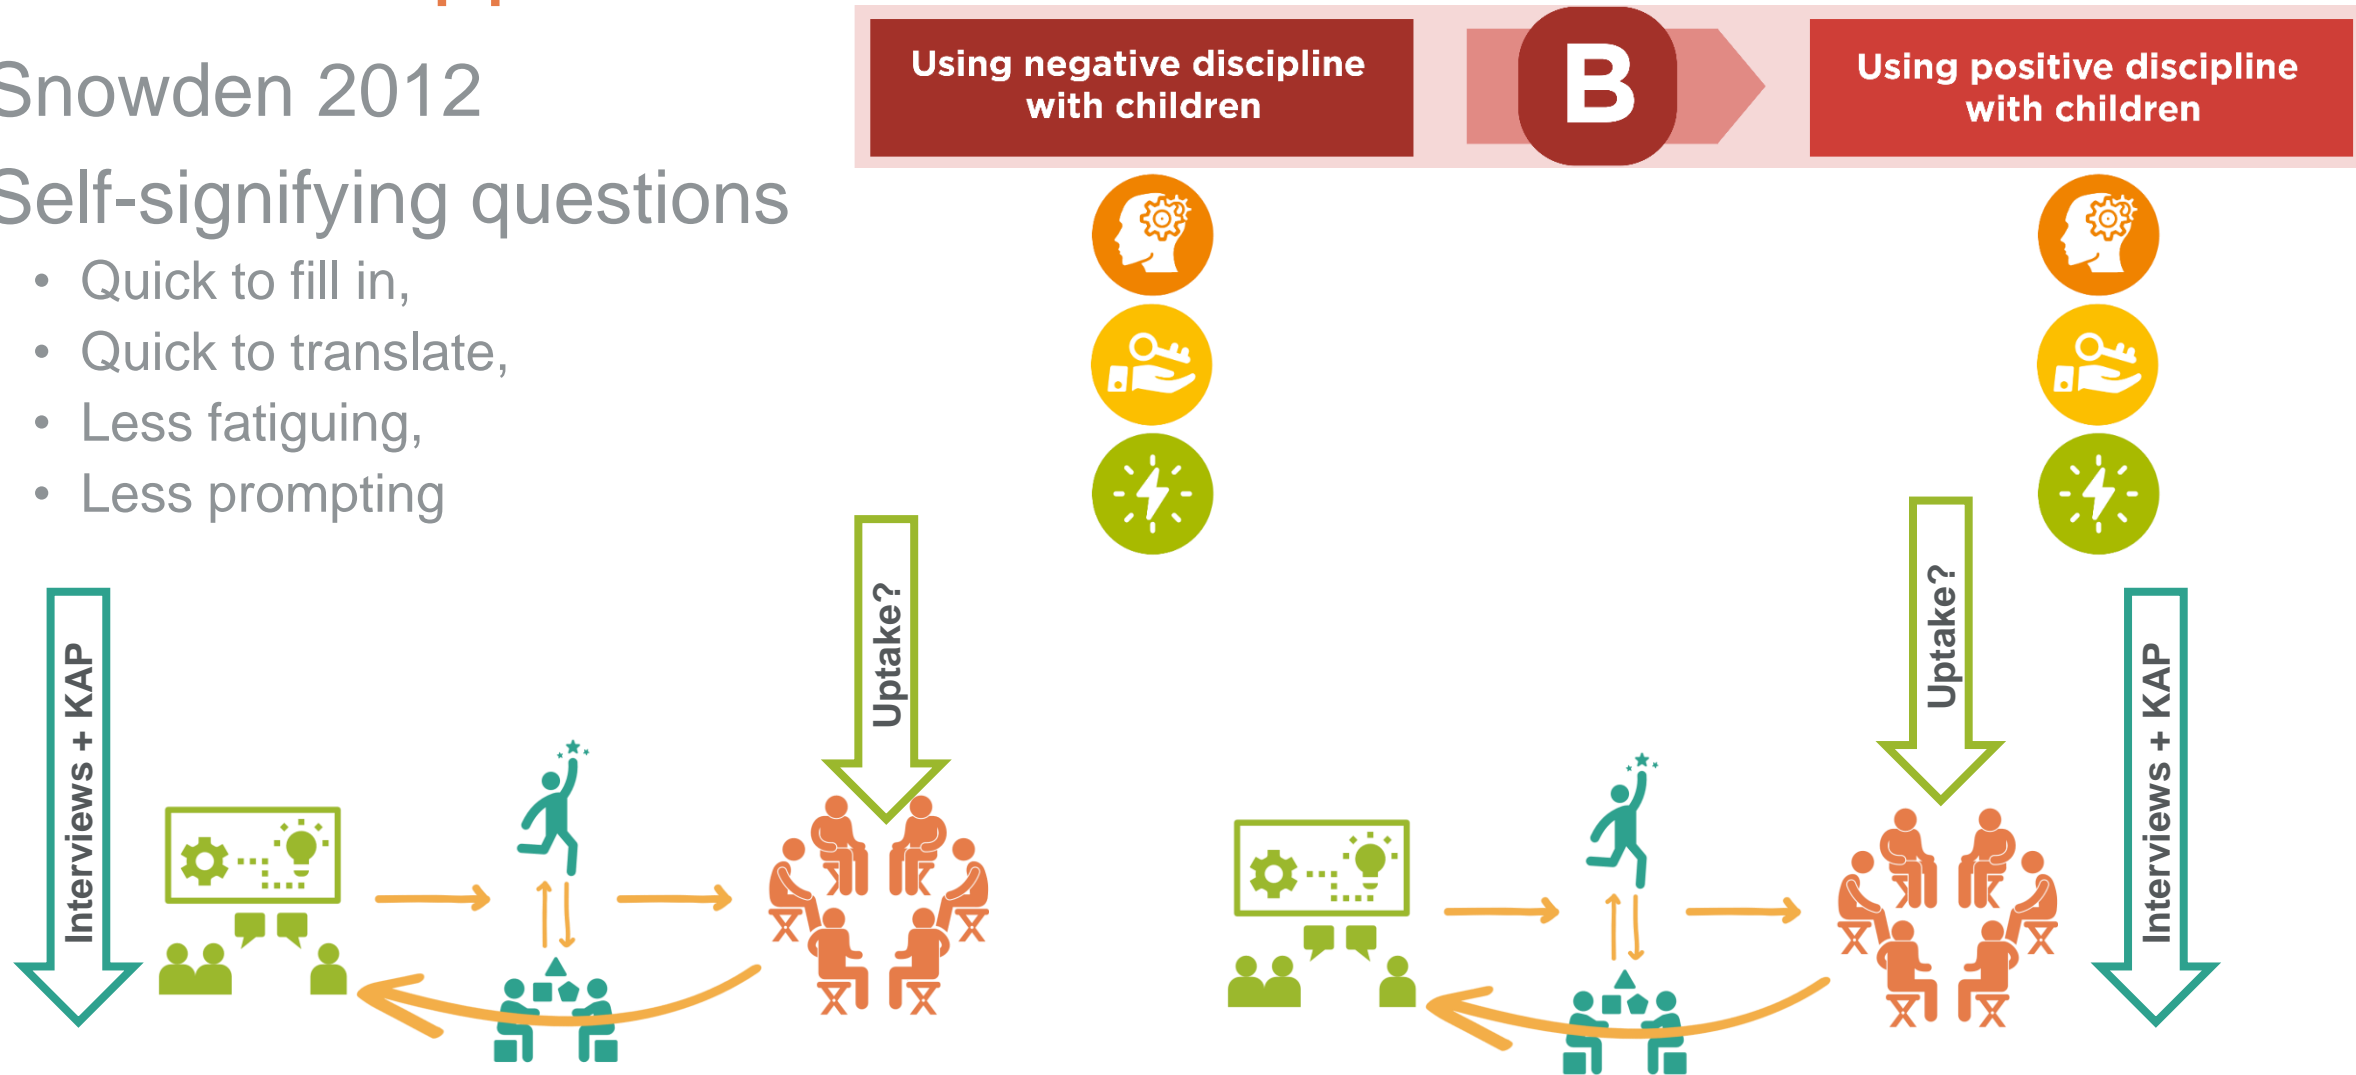 Snowden 2012
Self-signifying questions
• Quick to fill in,
• Quick to translate,
• Less fatiguing,
• Less prompting
Using negative discipline
with children
B
Using positive discipline
with children
Interviews + KAP
Uptake?
Uptake?
Interviews + KAP